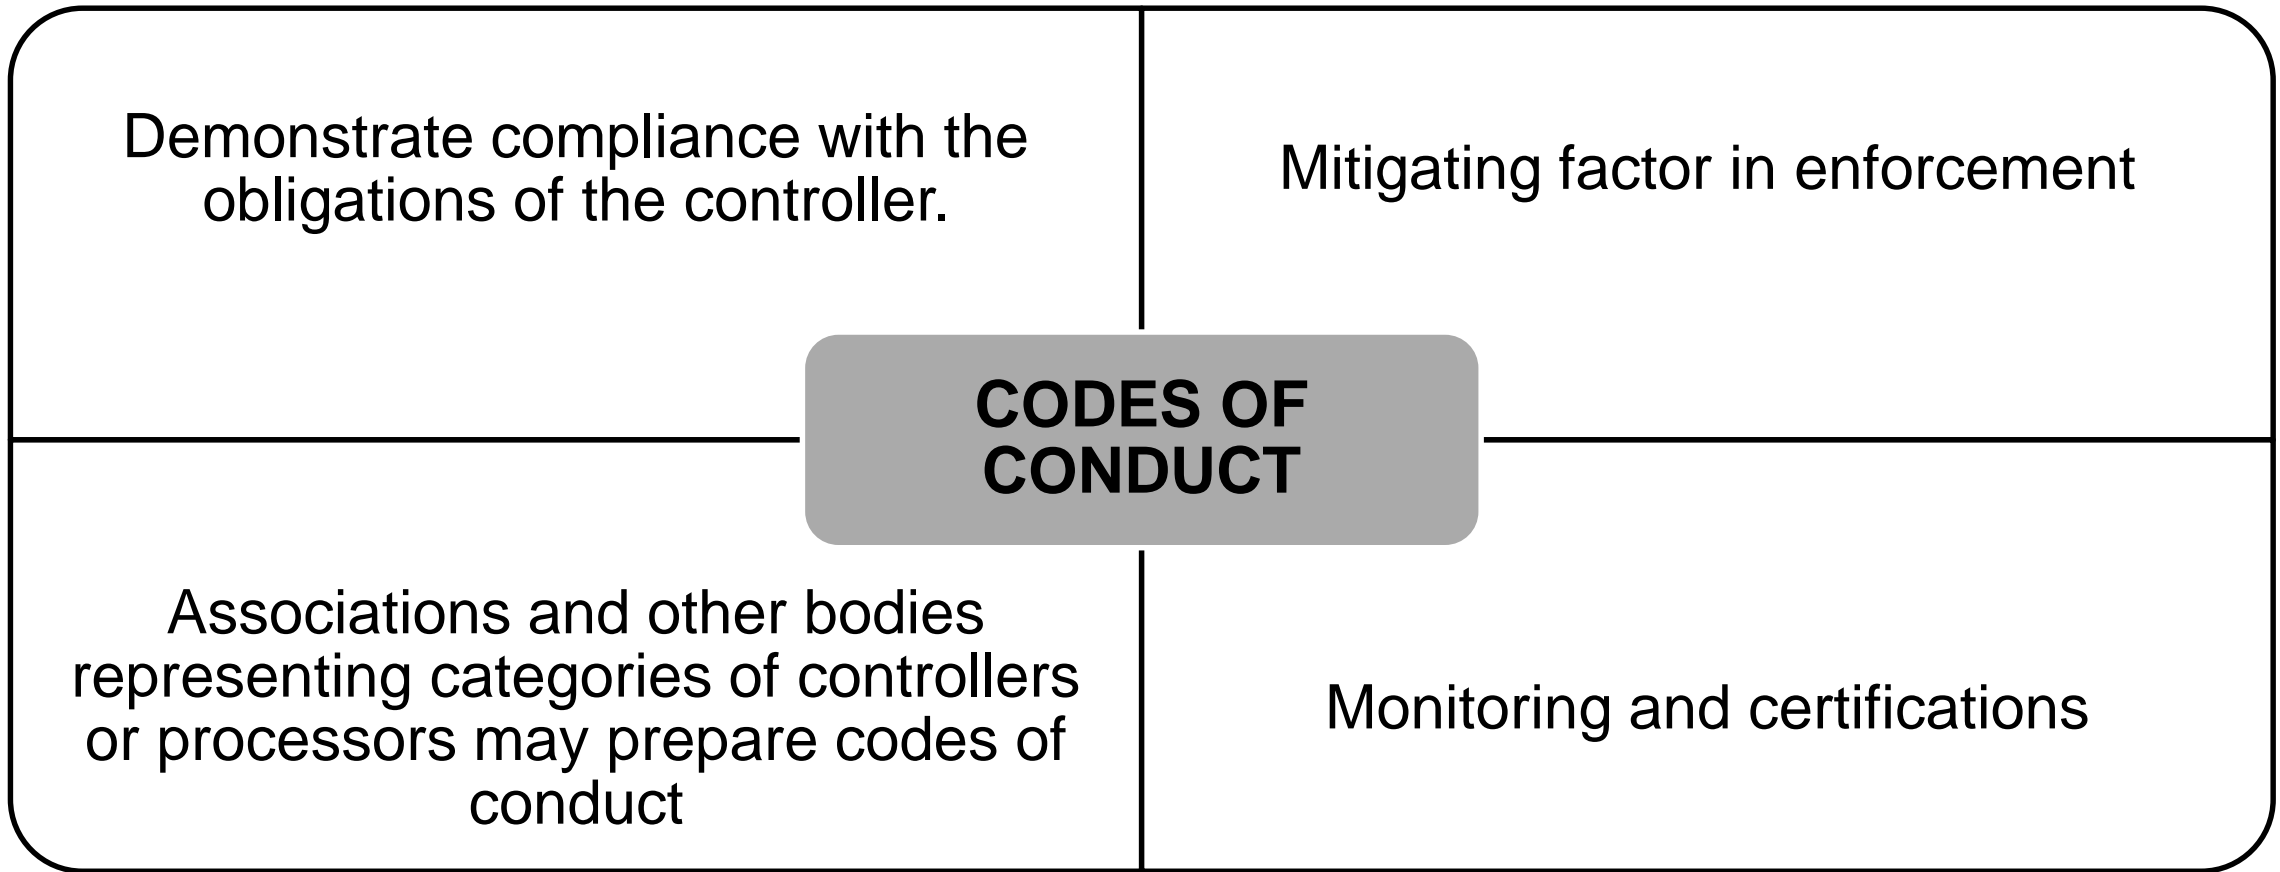 Demonstrate compliance with the
obligations of the controller.
Mitigating factor in enforcement
CODES OF
CONDUCT
Associations and other bodies
representing categories of controllers
or processors may prepare codes of
conduct
Monitoring and certifications